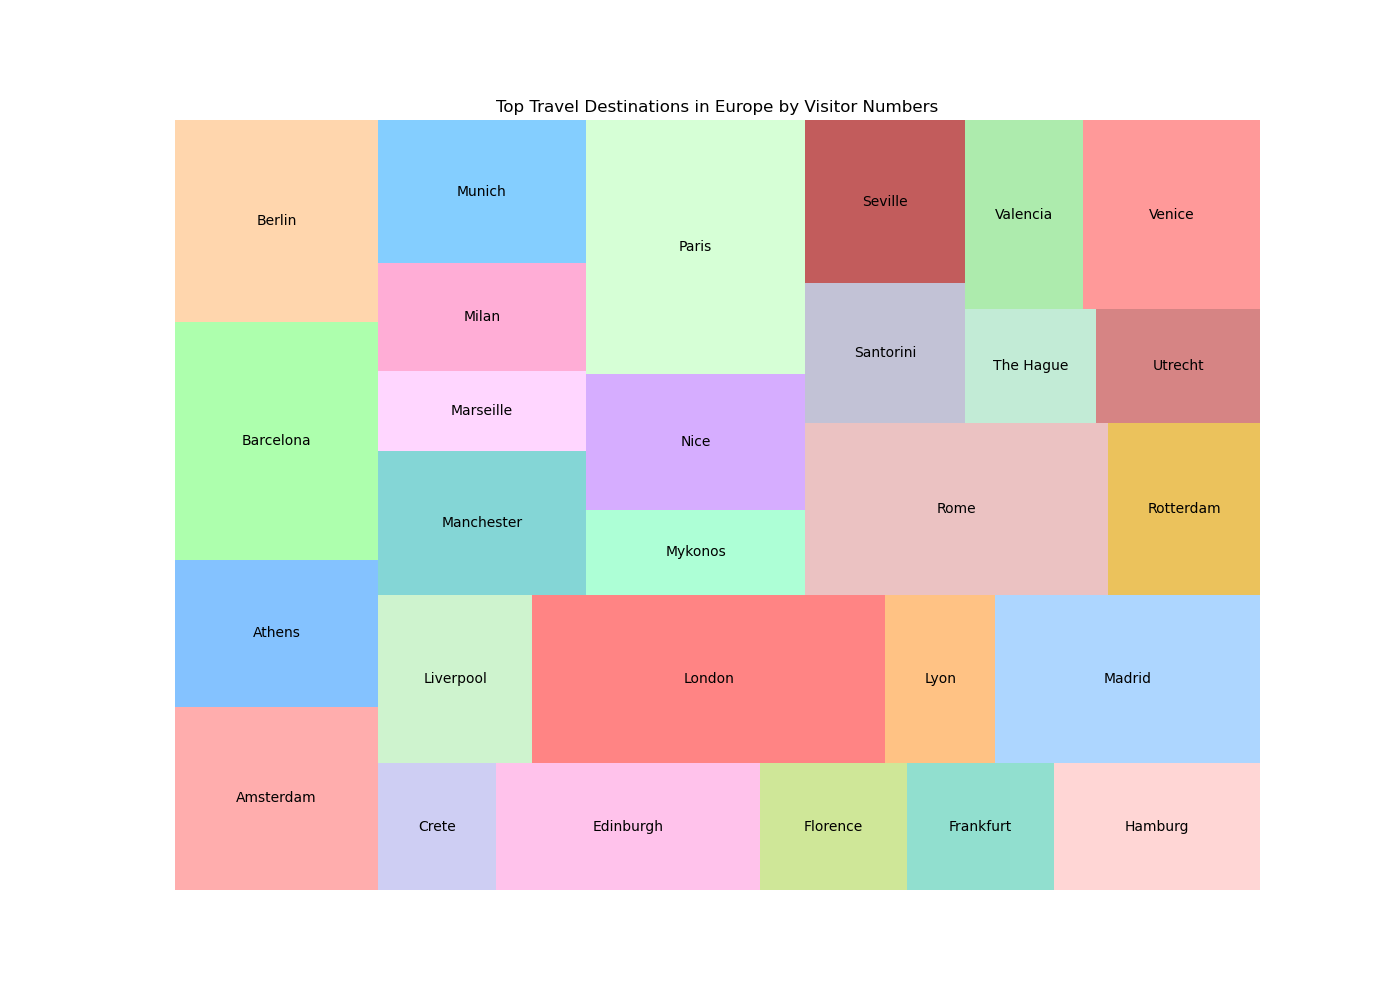 Top Travel Destinations in Europe by Visitor Numbers
Berlin
Munich
Paris
Seville
Valencia
Venice
Milan
Santorini
The Hague
Utrecht
Barcelona
Marseille
Nice
Manchester
Mykonos
Rome
Rotterdam
Athens
Liverpool
London
Lyon
Madrid
Amsterdam
Crete
Edinburgh
Florence
Frankfurt
Hamburg